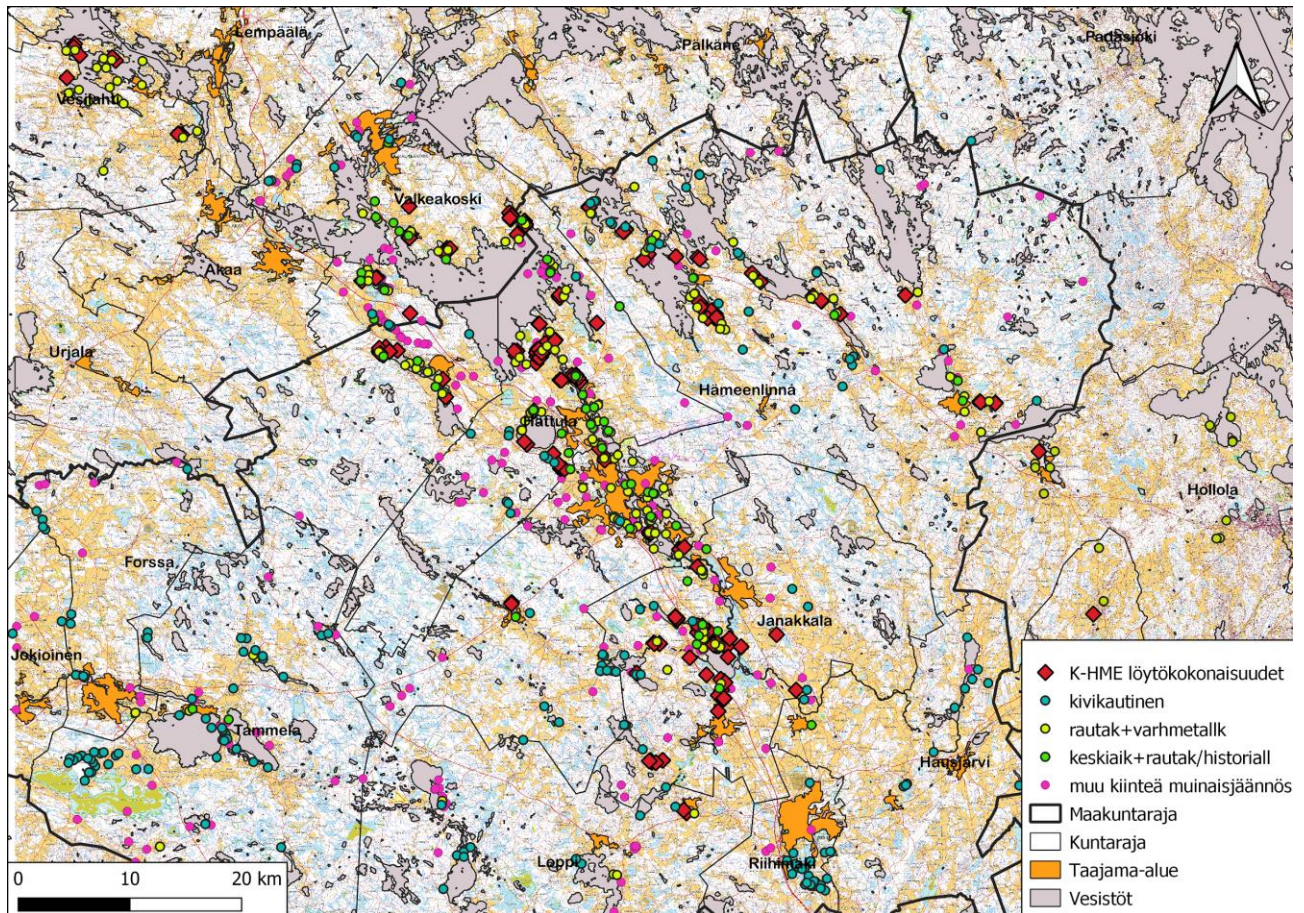 Lempäälä
Pälkäne
Padasjoki
Vesilahti
Valkeakoski
Akaa
Urjala
Hämeenlinna
Hattula
Hollola
Forssa
Janakkala
Jokioinen
Tammela
Hausjärvi
Loppi
Riihimäki
K-HME löytökokonaisuudet
kivikautinen
rautak+varhmetallk
keskiaik+rautak/historiall
muu kiinteä muinaisjäännös
Maakuntaraja
Kuntaraja
Taajama-alue
Vesistöt
0 10 20 km